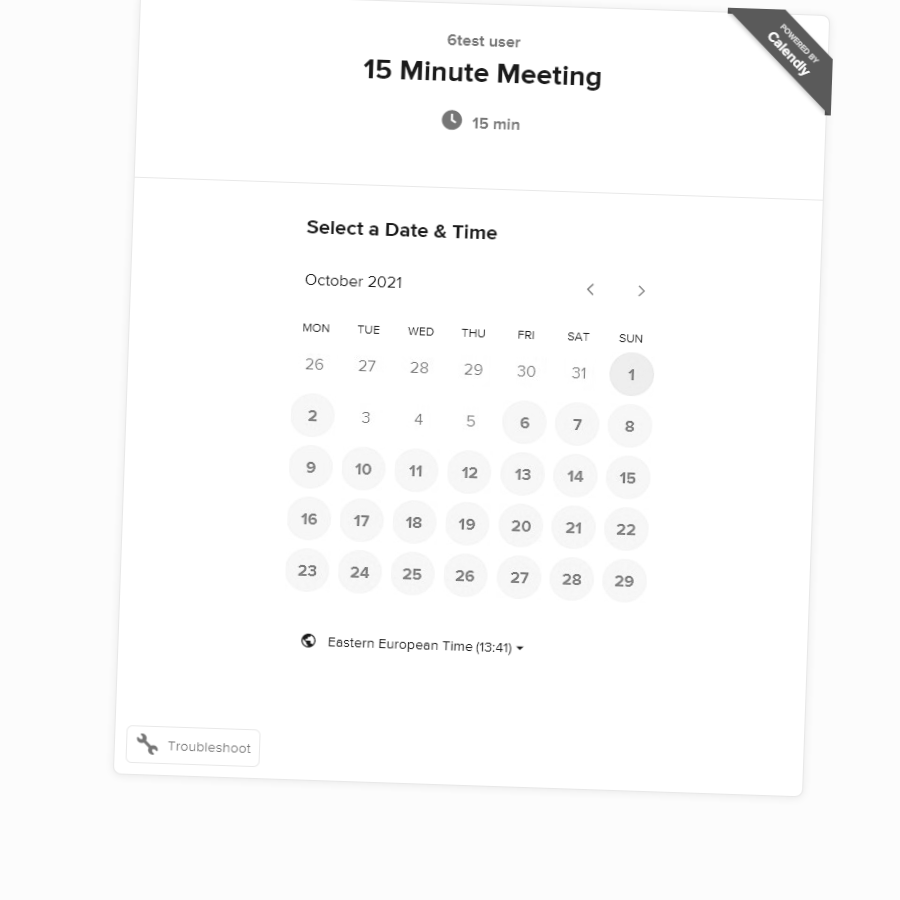 6test user
15 Minute Meeting
15 min
POWERED BY
Calendly
Select a Date & Time
October 2021
MON TUE WED THU FRI SAT SUN
26 27 28 29 30 31 1
2 3 4 5 6 7 8
9 10 11 12 13 14 15
16 17 18 19 20 21 22
23 24 25 26 27 28 29
Eastern European Time (13:41)
Troubleshoot